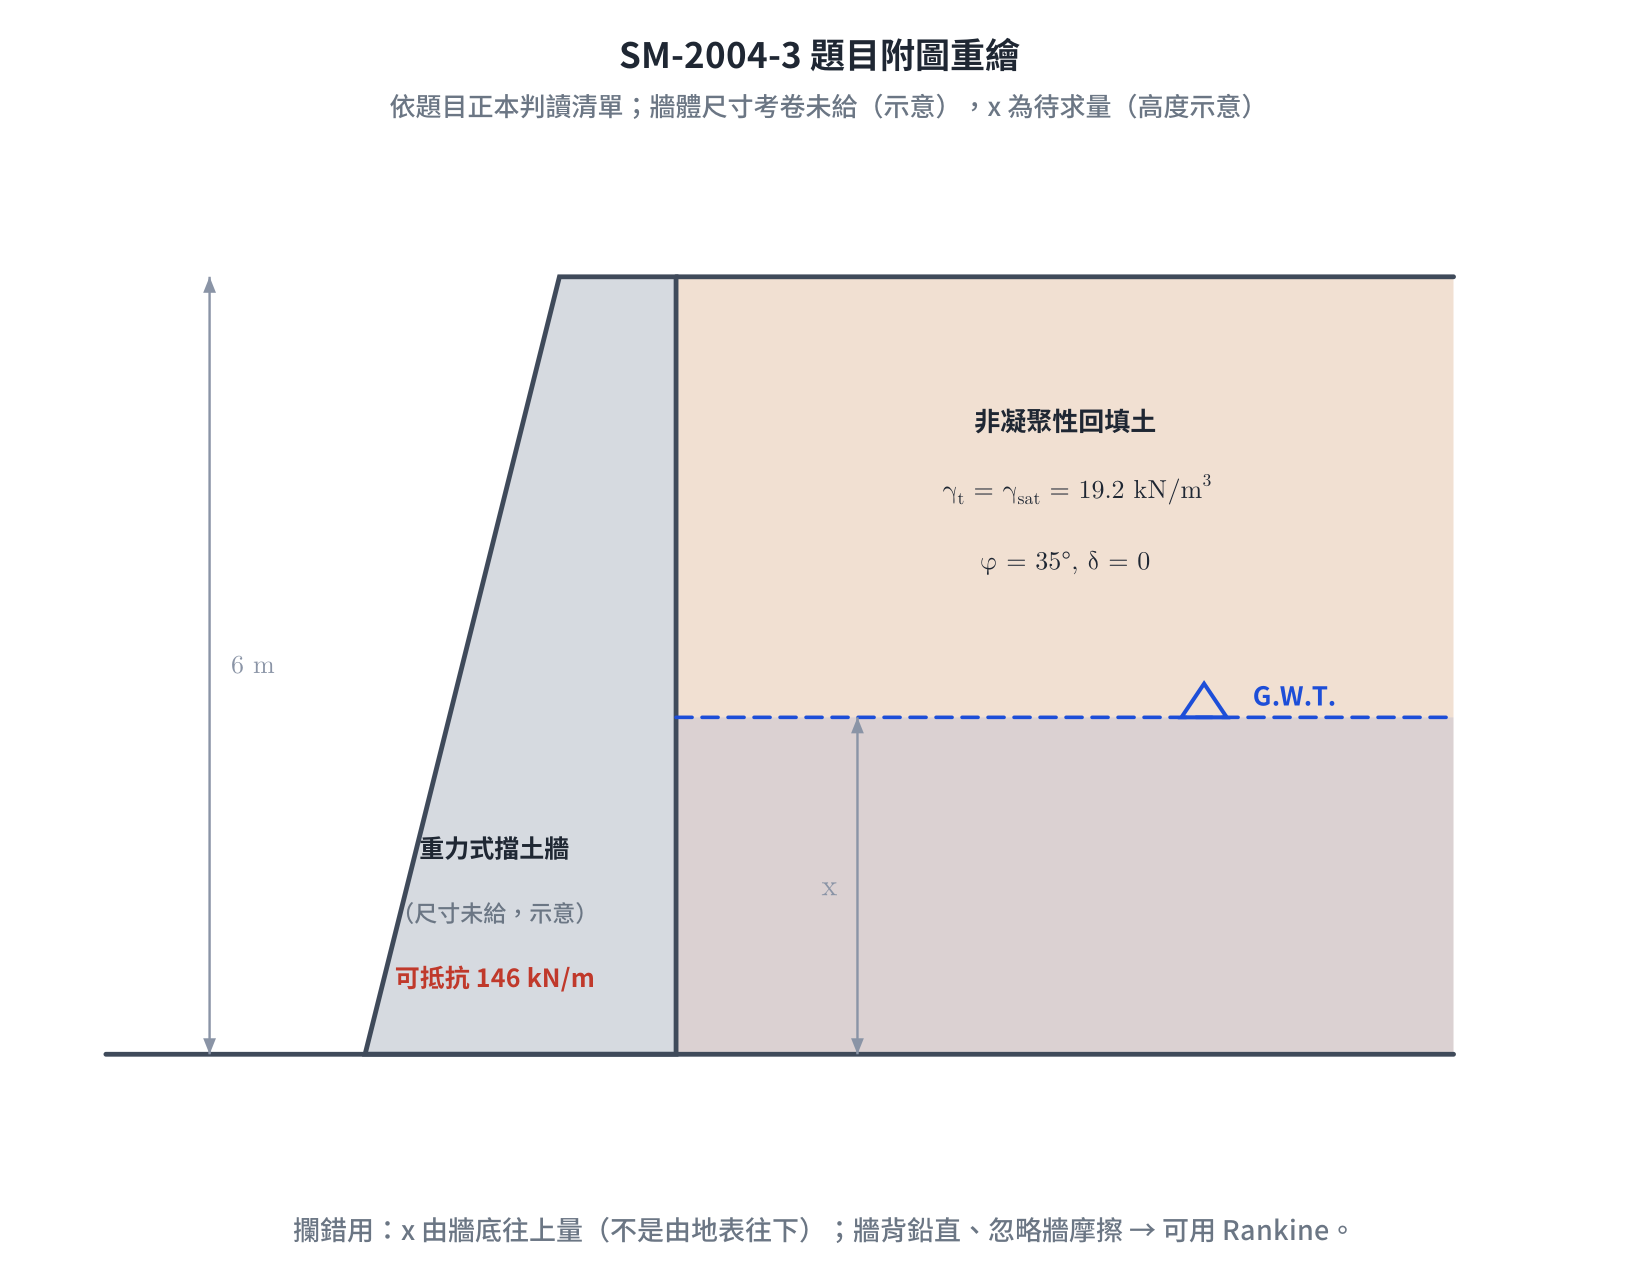 SM-2004-3 題目附圖重繪
依題目正本判讀清單；牆體尺寸考卷未給（示意），x 為待求量（高度示意）
非凝聚性回填土
γt = γsat = 19.2 kN/m³
φ = 35°, δ = 0
6 m
G.W.T.
重力式擋土牆
x
（尺寸未給，示意）
可抵抗 146 kN/m
攔錯用：x 由牆底往上量（不是由地表往下）；牆背鉛直、忽略牆摩擦 → 可用 Rankine。